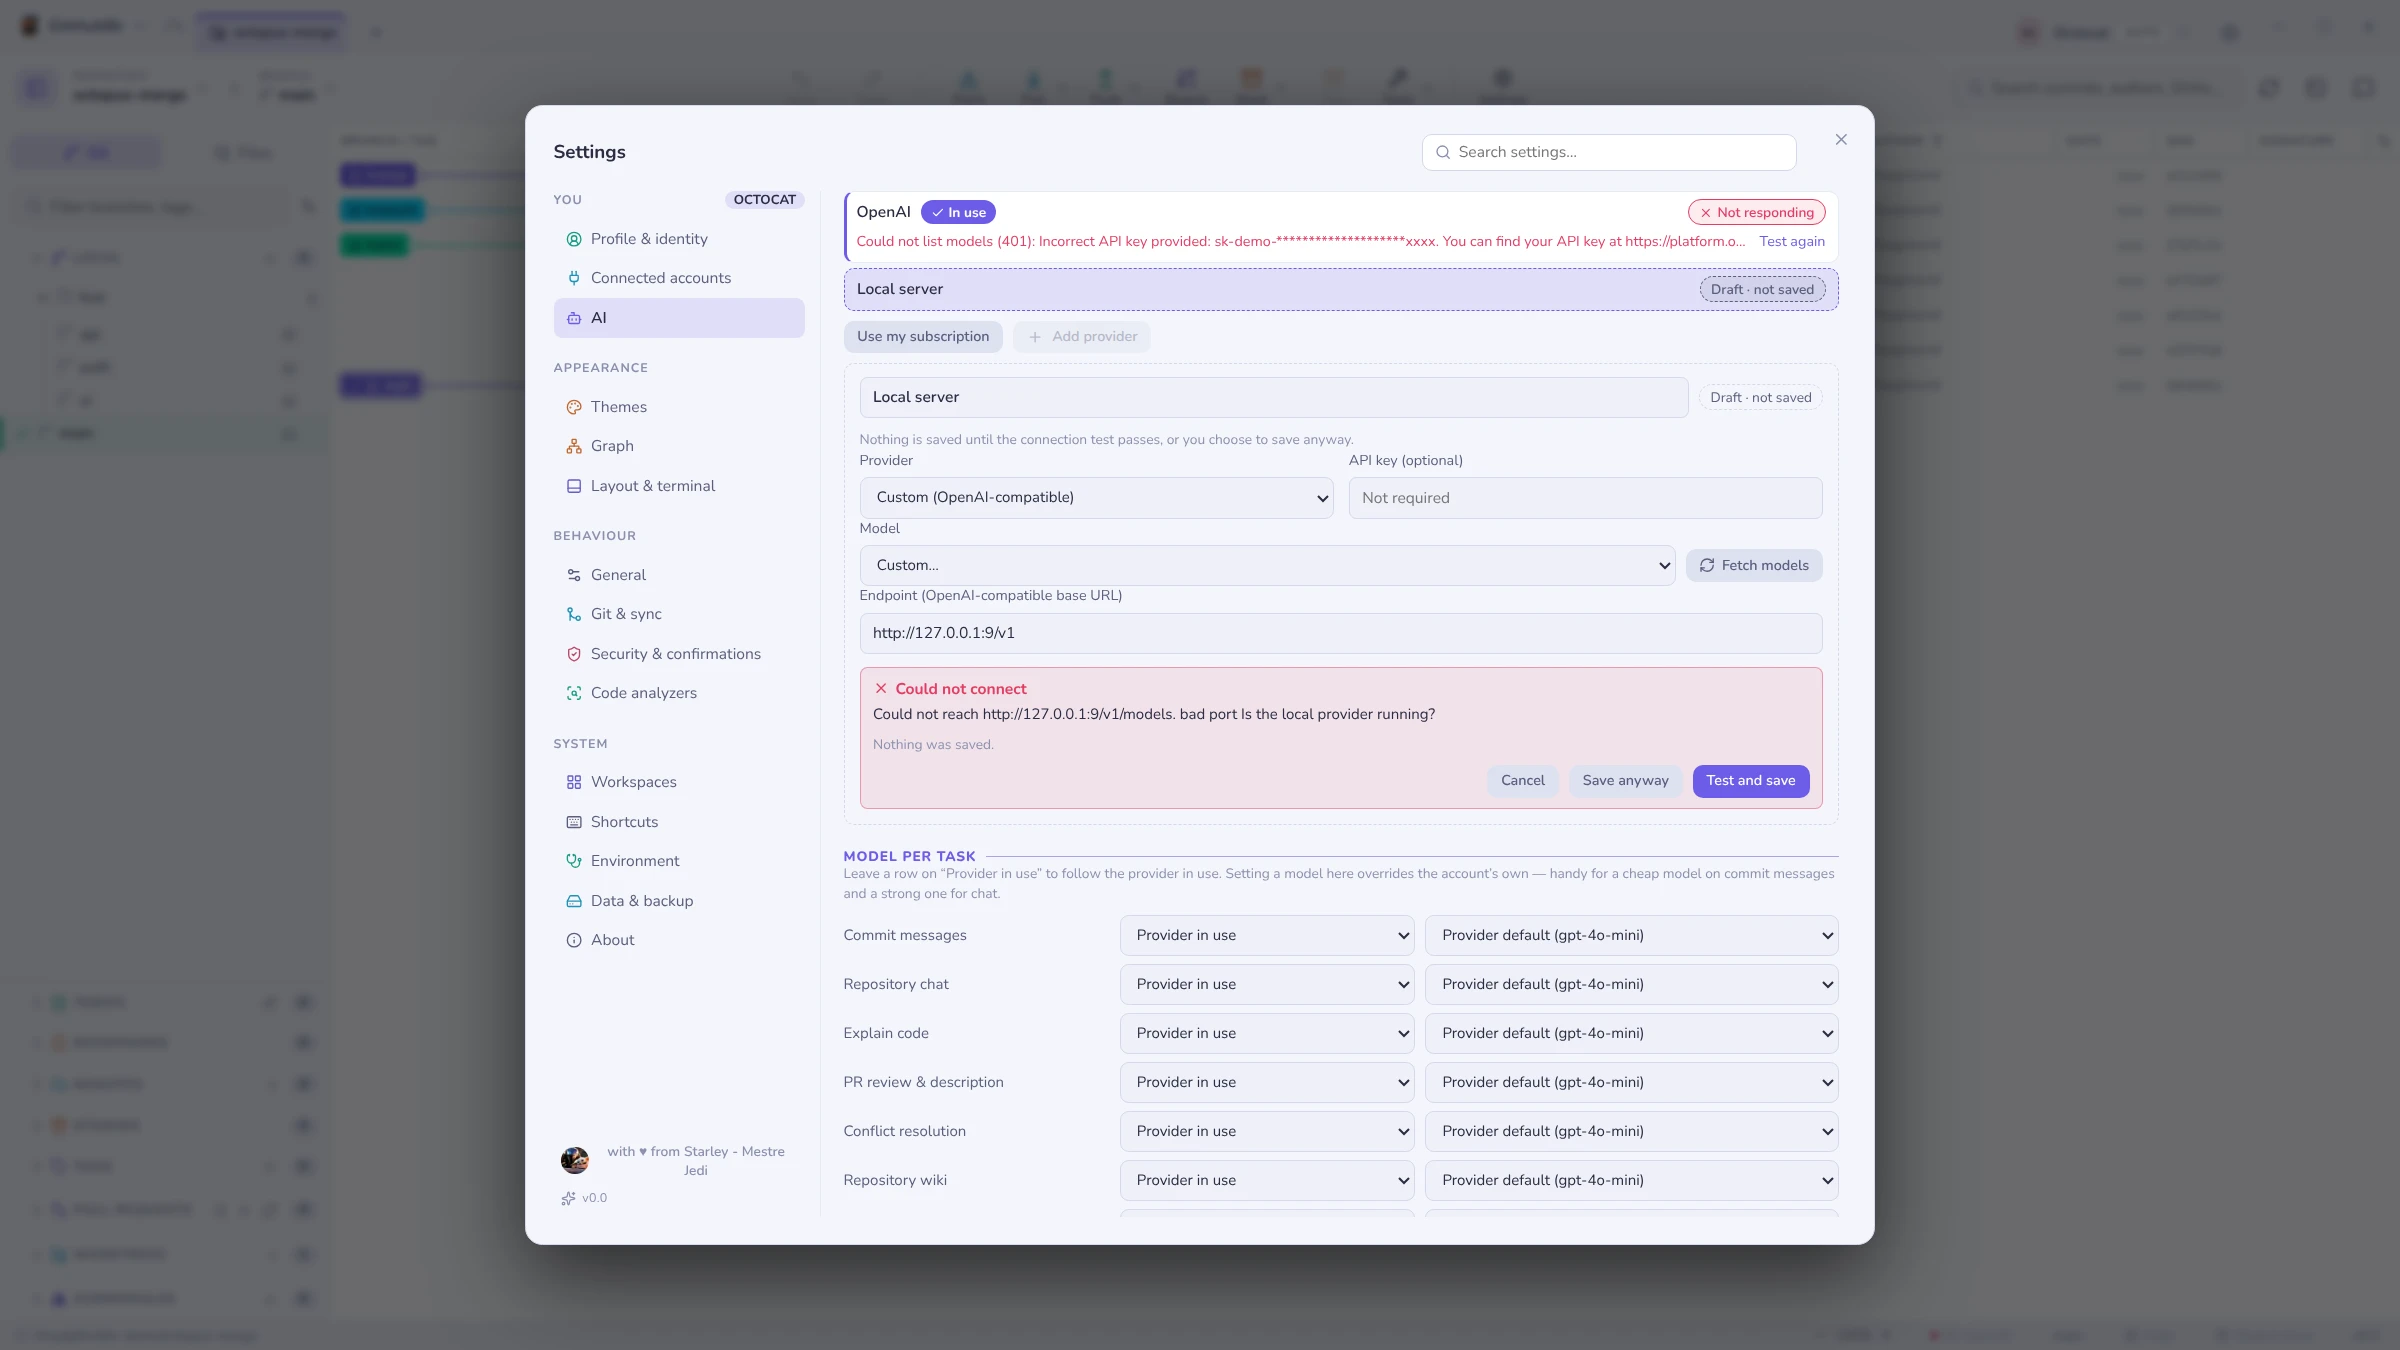 Settings
Search settings...
YOU
OCTOCAT
Profile & identity
Connected accounts
AI
APPEARANCE
Themes
Graph
Layout & terminal
BEHAVIOUR
General
Git & sync
Security & confirmations
Code analyzers
SYSTEM
Workspaces
Shortcuts
Environment
Data & backup
About
with ♥ from Starley - Mestre
Jedi
v0.0
OpenAI
In use
Not responding
Could not list models (401): Incorrect API key provided: sk-demo-********************xxxx. You can find your API key at https://platform.o...
Test again
Local server
Draft · not saved
Use my subscription
Add provider
Local server
Draft · not saved
Nothing is saved until the connection test passes, or you choose to save anyway.
Provider
API key (optional)
Custom (OpenAI-compatible)
Not required
Model
Custom...
Fetch models
Endpoint (OpenAI-compatible base URL)
http://127.0.0.1:9/v1
Could not connect
Could not reach http://127.0.0.1:9/v1/models. bad port Is the local provider running?
Nothing was saved.
Cancel
Save anyway
Test and save
MODEL PER TASK
Leave a row on “Provider in use” to follow the provider in use. Setting a model here overrides the account’s own — handy for a cheap model on commit messages
and a strong one for chat.
Commit messages
Provider in use
Provider default (gpt-4o-mini)
Repository chat
Provider in use
Provider default (gpt-4o-mini)
Explain code
Provider in use
Provider default (gpt-4o-mini)
PR review & description
Provider in use
Provider default (gpt-4o-mini)
Conflict resolution
Provider in use
Provider default (gpt-4o-mini)
Repository wiki
Provider in use
Provider default (gpt-4o-mini)